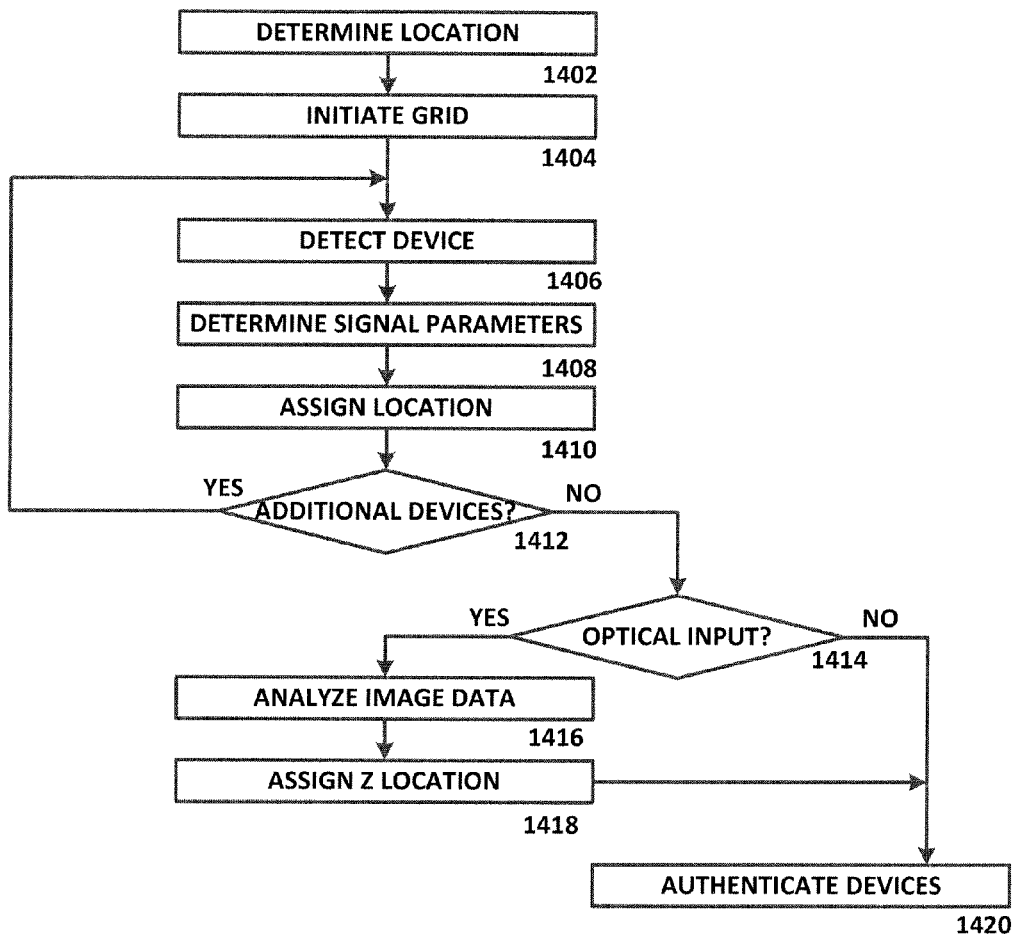 DETERMINE LOCATION
1402
INITIATE GRID
1404
DETECT DEVICE
1406
DETERMINE SIGNAL PARAMETERS
1408
ASSIGN LOCATION
1410
YES
ADDITIONAL DEVICES?
NO
1412
YES
OPTICAL INPUT?
NO
1414
ANALYZE IMAGE DATA
1416
ASSIGN Z LOCATION
1418
AUTHENTICATE DEVICES
1420